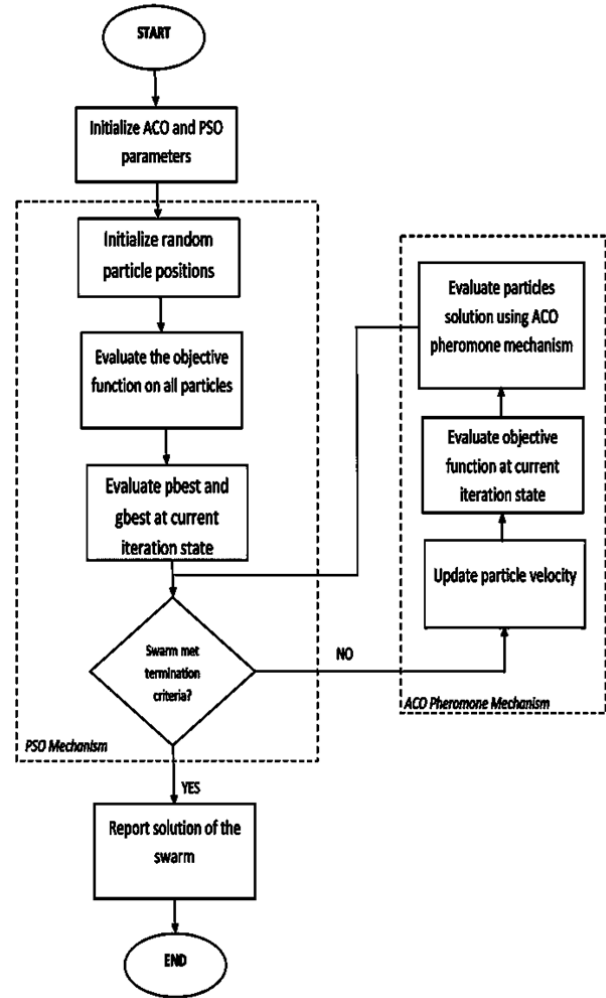 START
Initialize ACO and PSO
parameters
Initialize random
particle positions
Evaluate the objective
function on all particles
Evaluate pbest and
gbest at current
iteration state
Swarm met
termination
criteria?
PSO Mechanism
YES
Report solution of the
swarm
END
NO
Evaluate particles
solution using ACO
pheromone mechanism
Evaluate objective
function at current
iteration state
Update particle velocity
ACO Pheromone Mechanism